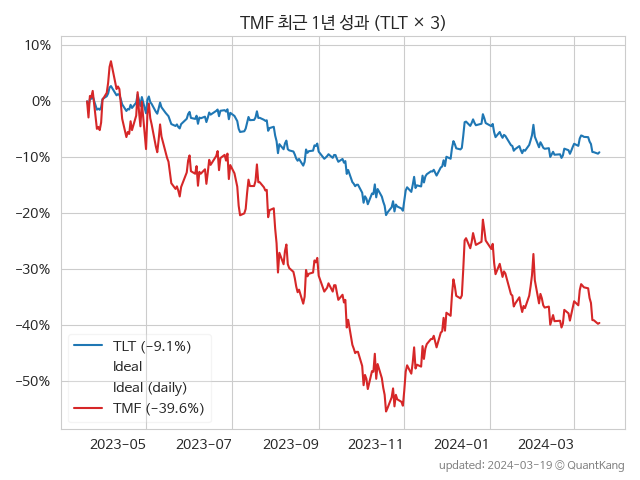 TMF 최근 1년 성과 (TLT × 3)
10%
0%
−10%
−20%
−30%
−40%
−50%
TLT (−9.1%)
Ideal
Ideal (daily)
TMF (−39.6%)
2023−05
2023−07
2023−09
2023−11
2024−01
2024−03
updated: 2024−03−19 © QuantKang